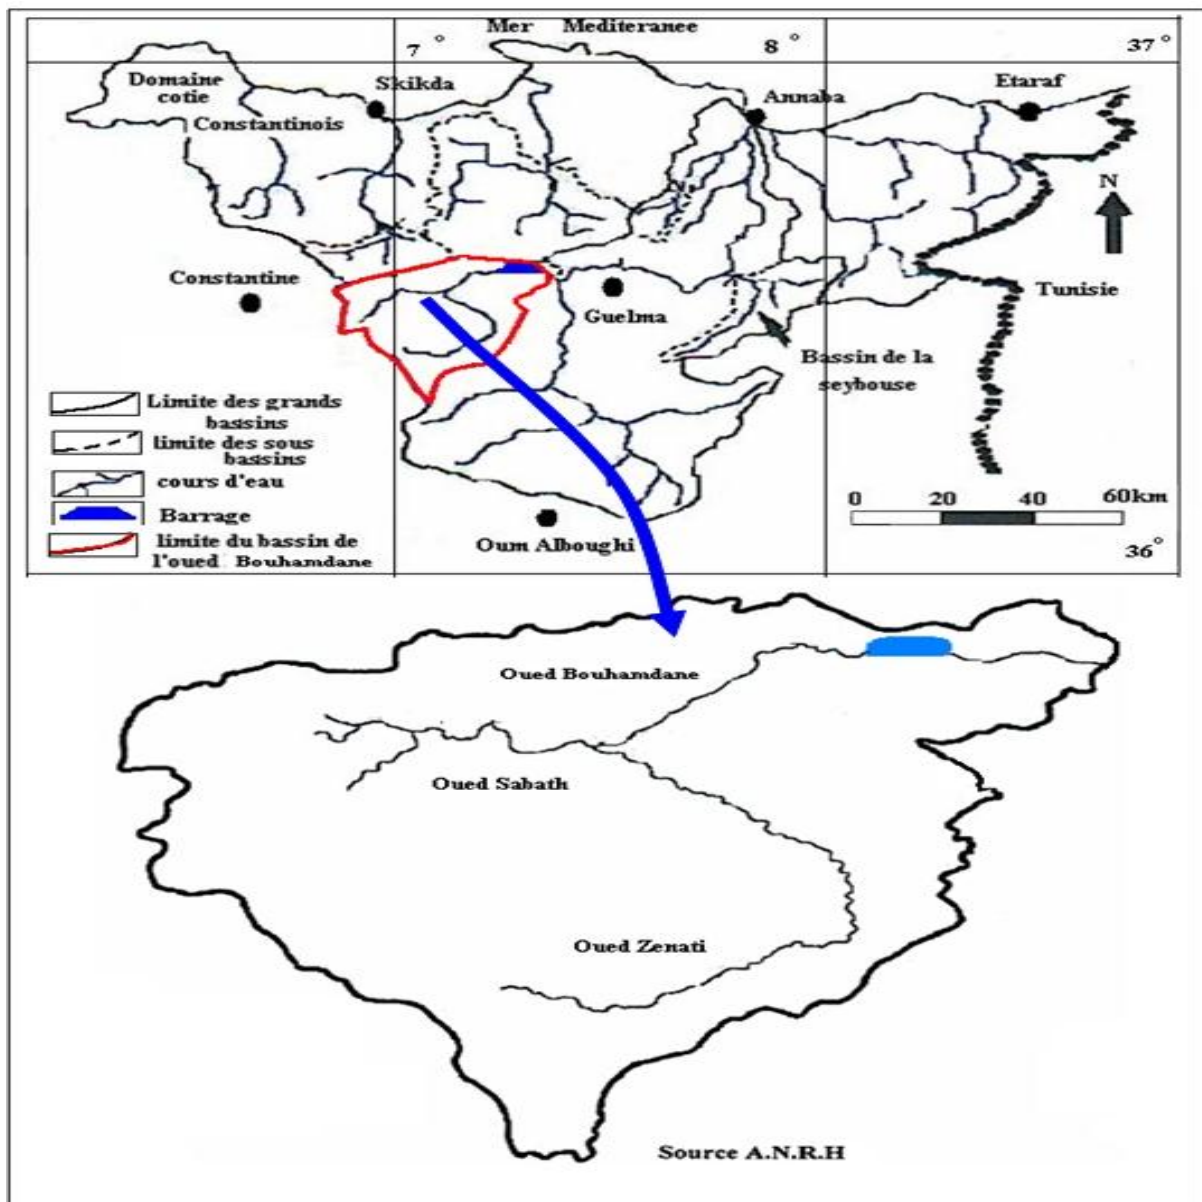 Mer Mediteranee
7° 8° 37°
Domaine
cotie
Constantinois
Skikda
Annaba
Etaraf
N
Constantine
Guelma
Tunisie
Bassin de la
seybouse
Limite des grands
bassins
limite des sous
bassins
cours d'eau
Barrage
limite du bassin de
l'oued Bouhamdane
Oum Alboughi
0 20 40 60km
36°
Oued Bouhamdane
Oued Sabath
Oued Zenati
Source A.N.R.H